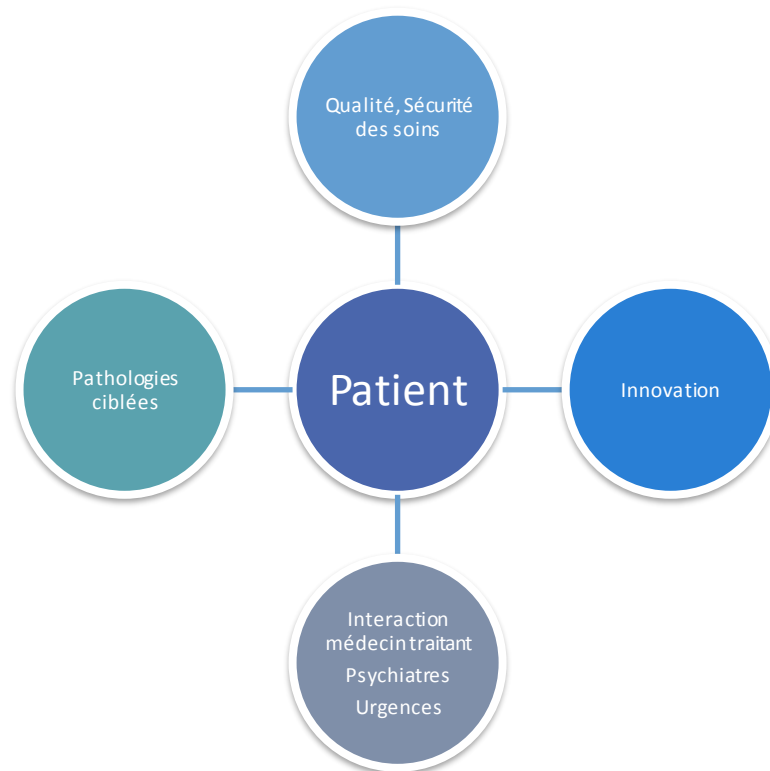 Qualité, Sécurité
des soins
Pathologies
ciblées
Patient
Innovation
Interaction
médecin traitant
Psychiatres
Urgences